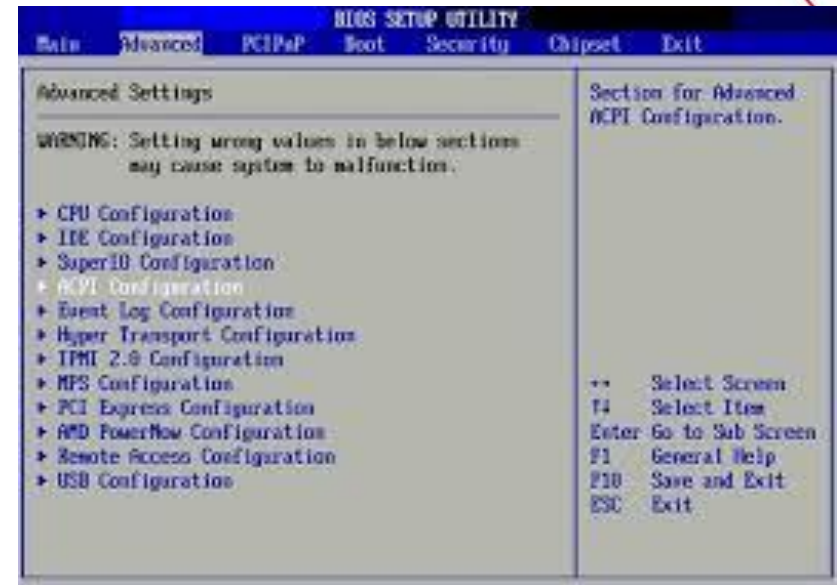 BIOS SETUP UTILITY
Main Advanced PCIPnP Boot Security Chipset Exit
Advanced Settings
WARNING: Setting wrong values in below sections
may cause system to malfunction.
▶ CPU Configuration
▶ IDE Configuration
▶ SuperIO Configuration
▶ ACPI Configuration
▶ Event Log Configuration
▶ Hyper Transport Configuration
▶ IPMI 2.0 Configuration
▶ MPS Configuration
▶ PCI Express Configuration
▶ AMD PowerNow Configuration
▶ Remote Access Configuration
▶ USB Configuration
Section for Advanced
ACPI Configuration.
↔ Select Screen
↑↓ Select Item
Enter Go to Sub Screen
F1 General Help
F10 Save and Exit
ESC Exit